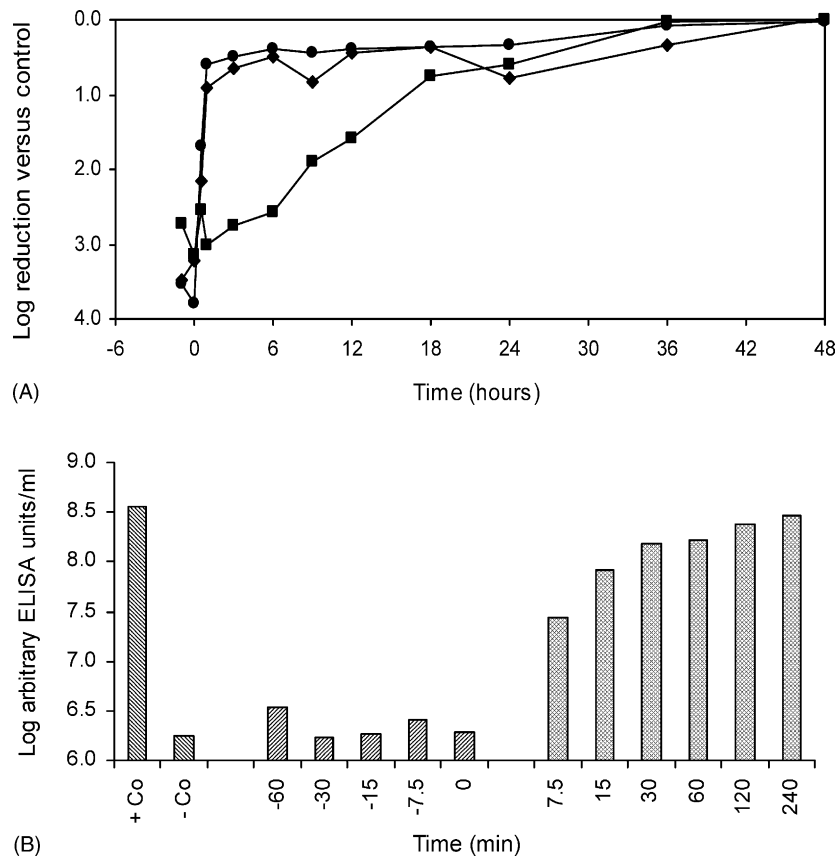 Log reduction versus control
0.0
1.0
2.0
3.0
4.0
-6 0 6 12 18 24 30 36 42 48
Time (hours)
(A)
Log arbitrary ELISA units/ml
9.0
8.5
8.0
7.5
7.0
6.5
6.0
+ Co - Co -60 -30 -15 -7.5 0 7.5 15 30 60 120 240
Time (min)
(B)